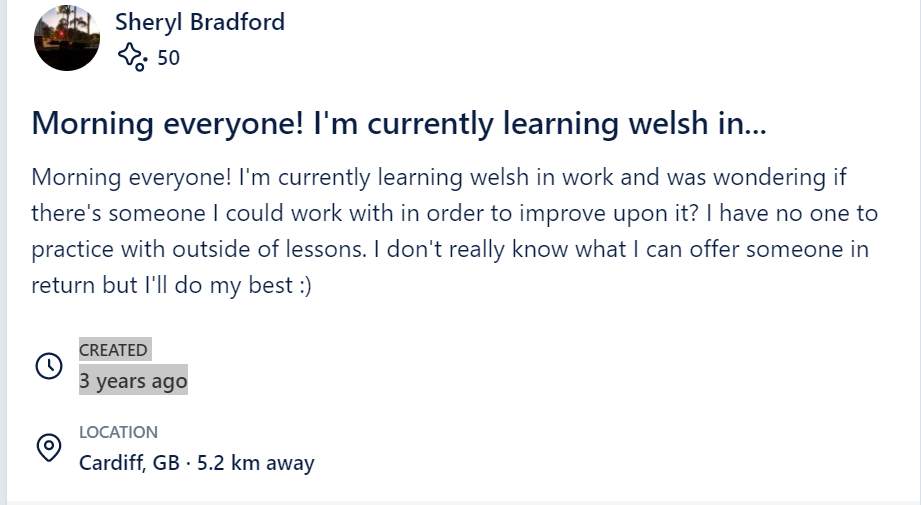 Sheryl Bradford
50
Morning everyone! I'm currently learning welsh in...
Morning everyone! I'm currently learning welsh in work and was wondering if
there's someone I could work with in order to improve upon it? I have no one to
practice with outside of lessons. I don't really know what I can offer someone in
return but I'll do my best :)
CREATED
3 years ago
LOCATION
Cardiff, GB · 5.2 km away